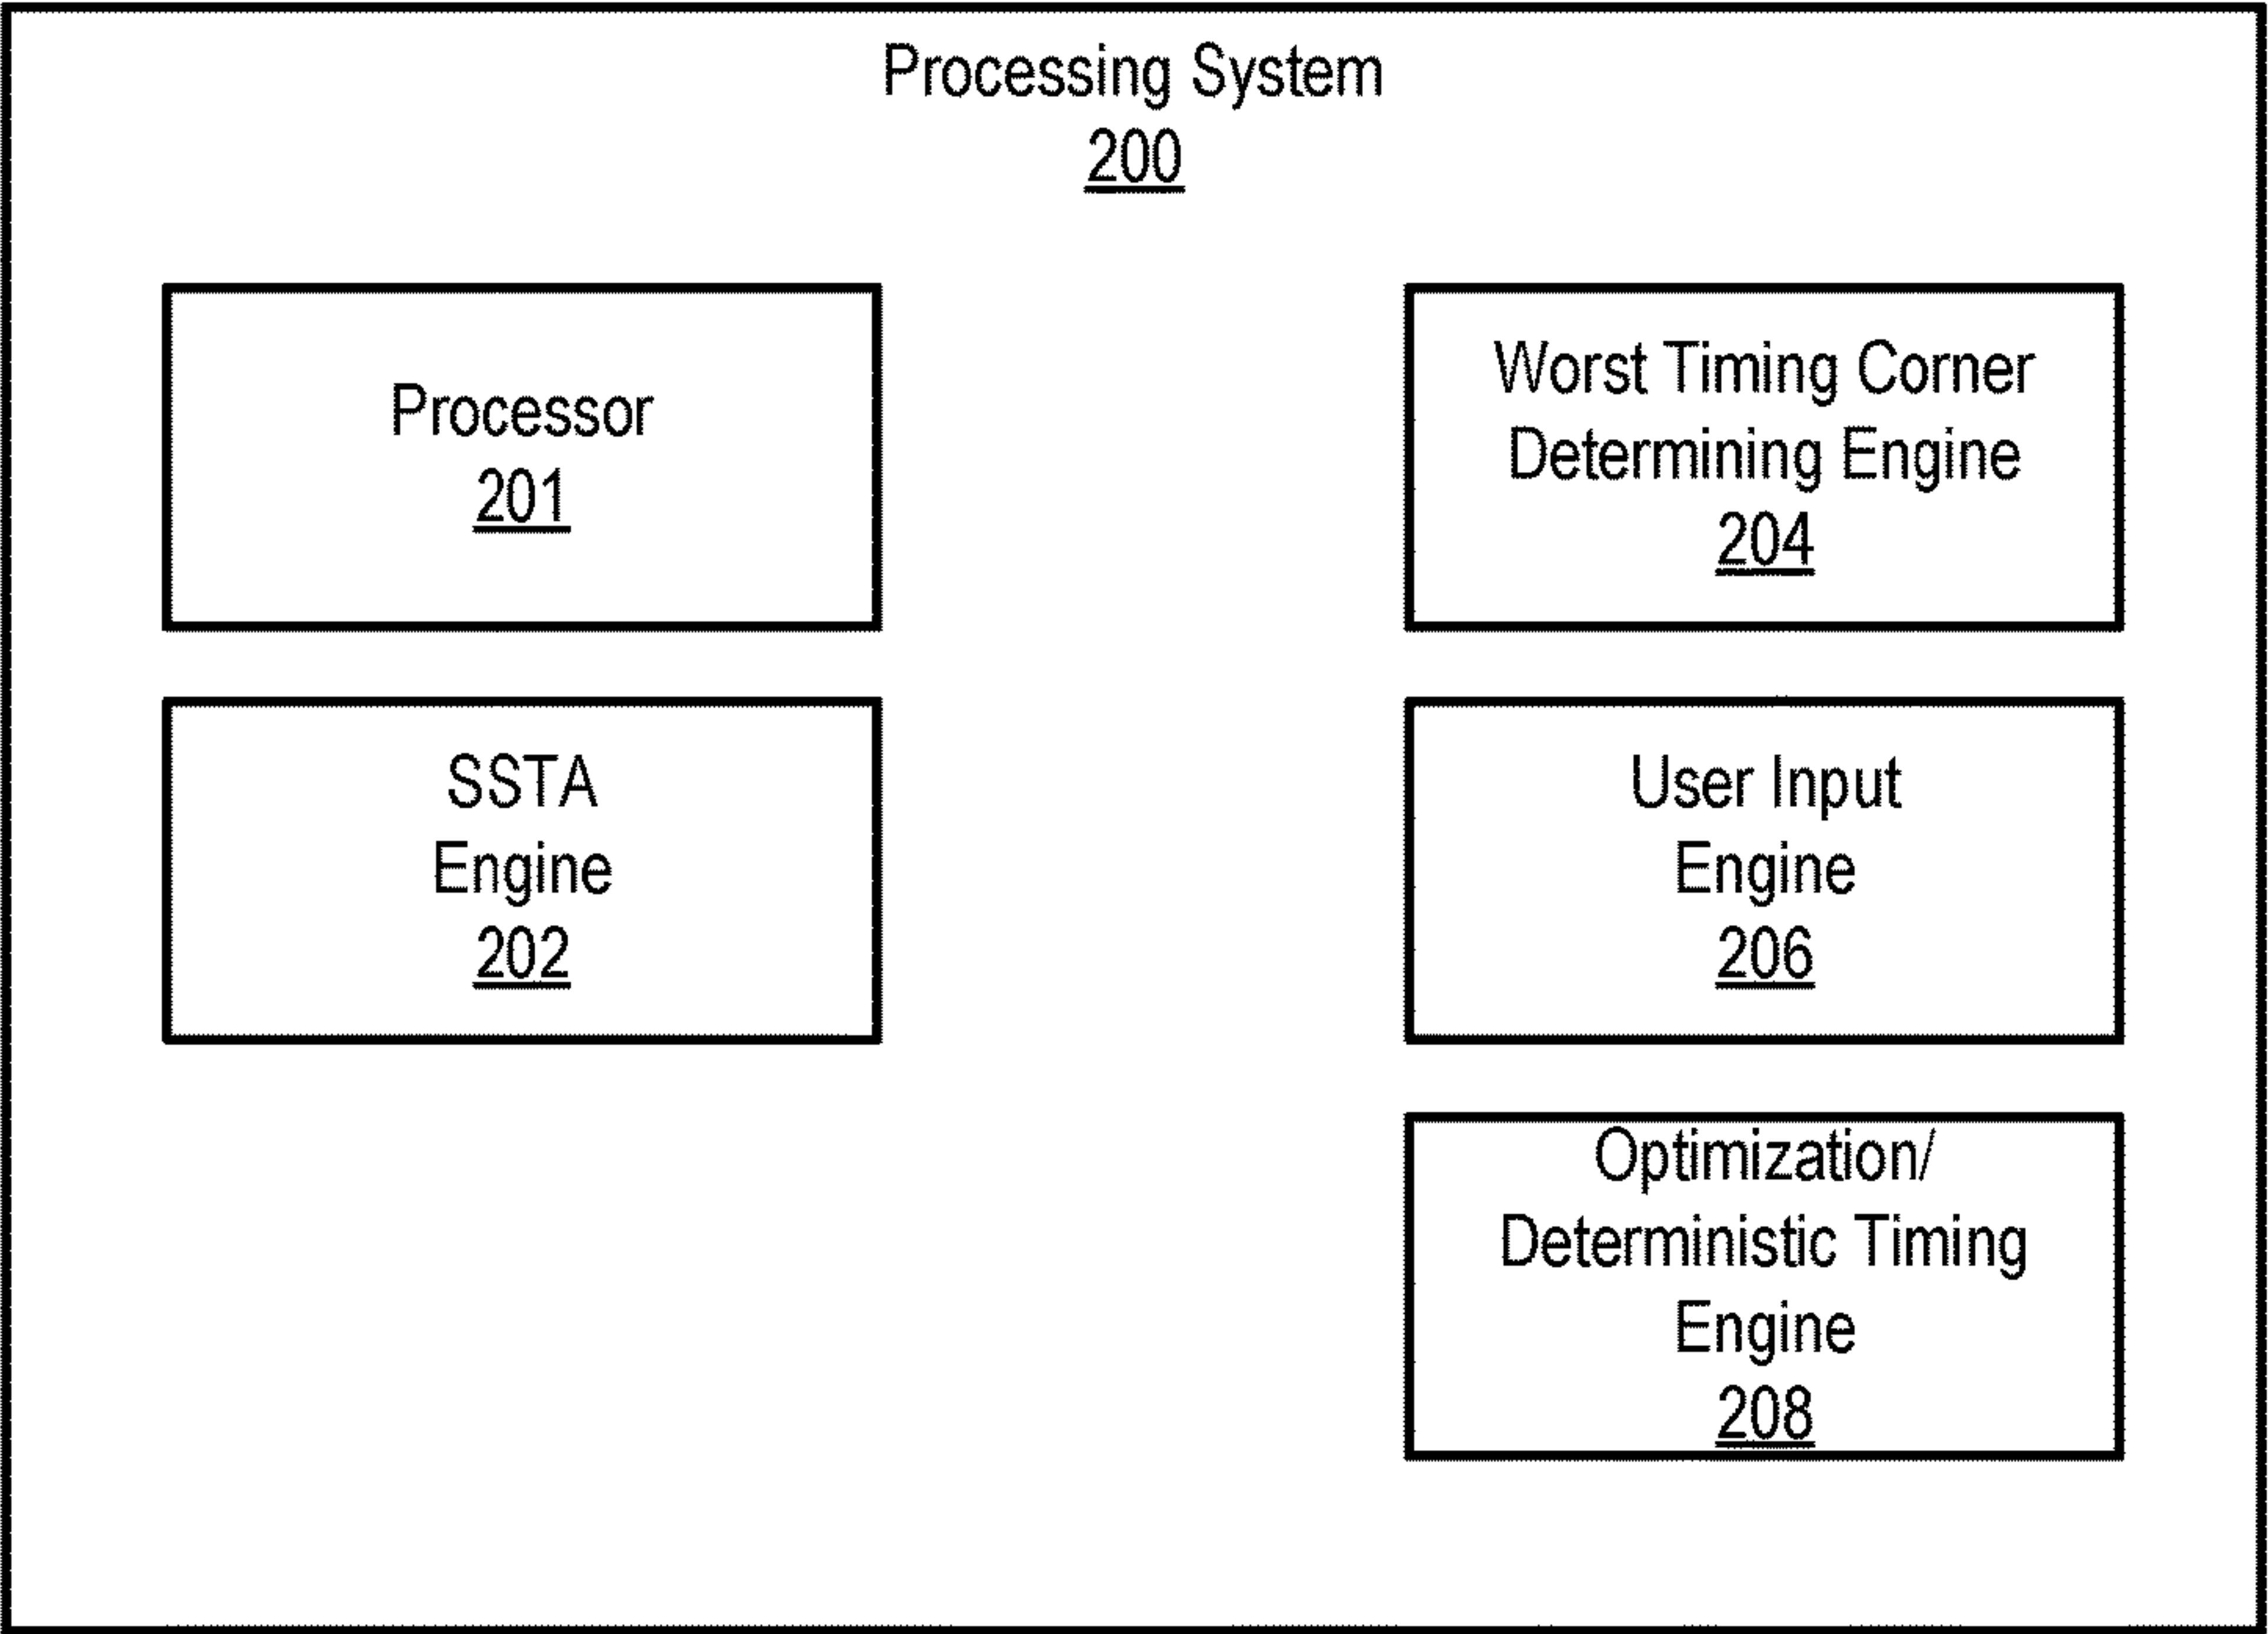 Processing System
200
Processor
201
SSTA
Engine
202
Worst Timing Corner
Determining Engine
204
User Input
Engine
206
Optimization/
Deterministic Timing
Engine
208